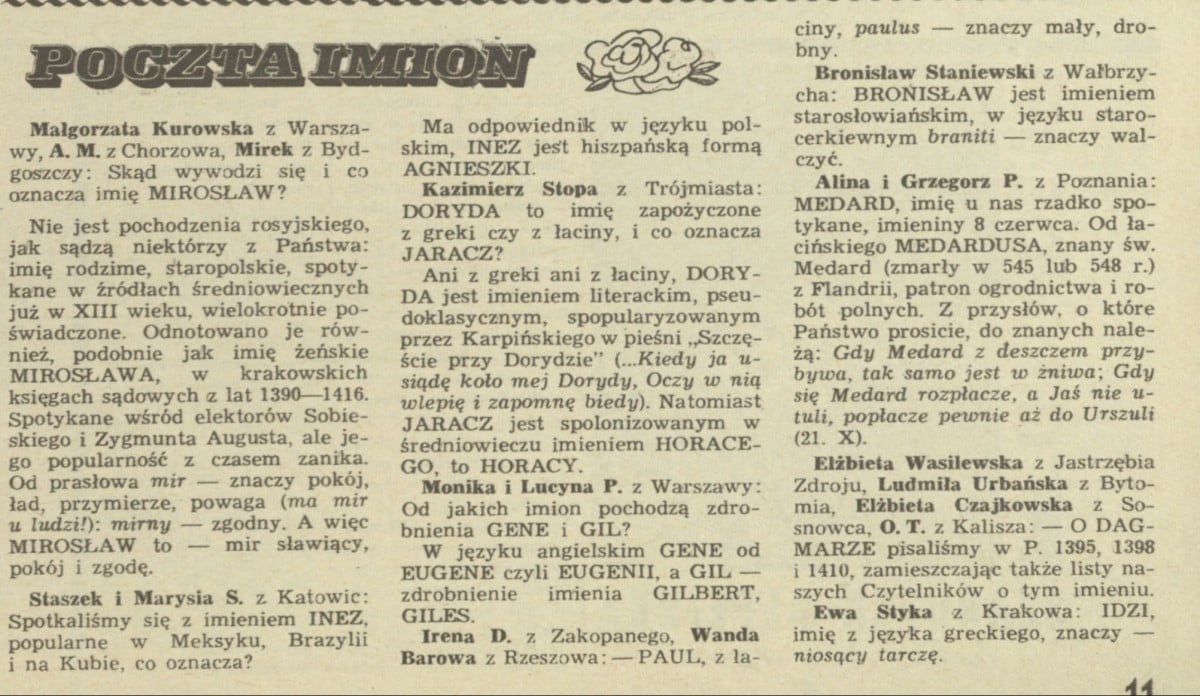 POCZTA IMION
Małgorzata Kurowska z Warsza-
wy, A. M. z Chorzowa, Mirek z Byd-
goszczy: Skąd wywodzi się i co
oznacza imię MIROSŁAW?
Nie jest pochodzenia rosyjskiego,
jak sądzą niektórzy z Państwa:
imię rodzime, staropolskie, spoty-
kane w źródłach średniowiecznych
już w XIII wieku, wielokrotnie po-
świadczone. Odnotowano je rów-
nież, podobnie jak imię żeńskie
MIROSŁAWA, w krakowskich
księgach sądowych z lat 1390—1416.
Spotykane wśród elektorów Sobie-
skiego i Zygmunta Augusta, ale je-
go popularność z czasem zanika.
Od prasłowa mir — znaczy pokój,
ład, przymierze, powaga (ma mir
u ludzi!): mirny — zgodny. A więc
MIROSŁAW to — mir sławiący,
pokój i zgodę.
Staszek i Marysia S. z Katowic:
Spotkaliśmy się z imieniem INEZ,
popularne w Meksyku, Brazylii
i na Kubie, co oznacza?
Ma odpowiednik w języku pol-
skim, INEZ jest hiszpańską formą
AGNIESZKI.
Kazimierz Stopa z Trójmiasta:
DORYDA to imię zapożyczone
z greki czy z łaciny, i co oznacza
JARACZ?
Ani z greki ani z łaciny, DORY-
DA jest imieniem literackim, pseu-
doklasycznym, spopularyzowanym
przez Karpińskiego w pieśni „Szczę-
ście przy Dorydzie" (...Kiedy ja u-
siądę koło mej Dorydy, Oczy w nią
wlepię i zapomnę biedy). Natomiast
JARACZ jest spolonizowanym w
średniowieczu imieniem HORACE-
GO, to HORACY.
Monika i Lucyna P. z Warszawy:
Od jakich imion pochodzą zdro-
bnienia GENE i GIL?
W języku angielskim GENE od
EUGENE czyli EUGENII, a GIL —
zdrobnienie imienia GILBERT,
GILES.
Irena D. z Zakopanego, Wanda
Barowa z Rzeszowa: — PAUL, z ła-
ciny, paulus — znaczy mały, dro-
bny.
Bronisław Staniewski z Wałbrzy-
cha: BRONISŁAW jest imieniem
starosłowiańskim, w języku staro-
cerkiewnym braniti — znaczy wal-
czyć.
Alina i Grzegorz P. z Poznania:
MEDARD, imię u nas rzadko spo-
tykane, imieniny 8 czerwca. Od ła-
cińskiego MEDARDUSA, znany św.
Medard (zmarły w 545 lub 548 r.)
z Flandrii, patron ogrodnictwa i ro-
bót polnych. Z przysłów, o które
Państwo prosicie, do znanych nale-
żą: Gdy Medard z deszczem przy-
bywa, tak samo jest w żniwa; Gdy
się Medard rozpłacze, a Jaś nie u-
tuli, popłacze pewnie aż do Urszuli
(21. X).
Elżbieta Wasilewska z Jastrzębia
Zdroju, Ludmiła Urbańska z Byto-
mia, Elżbieta Czajkowska z So-
snowca, O. T. z Kalisza: — O DAG-
MARZE pisaliśmy w P. 1395, 1398
i 1410, zamieszczając także listy na-
szych Czytelników o tym imieniu.
Ewa Styka z Krakowa: IDZI,
imię z języka greckiego, znaczy —
niosący tarczę.
11